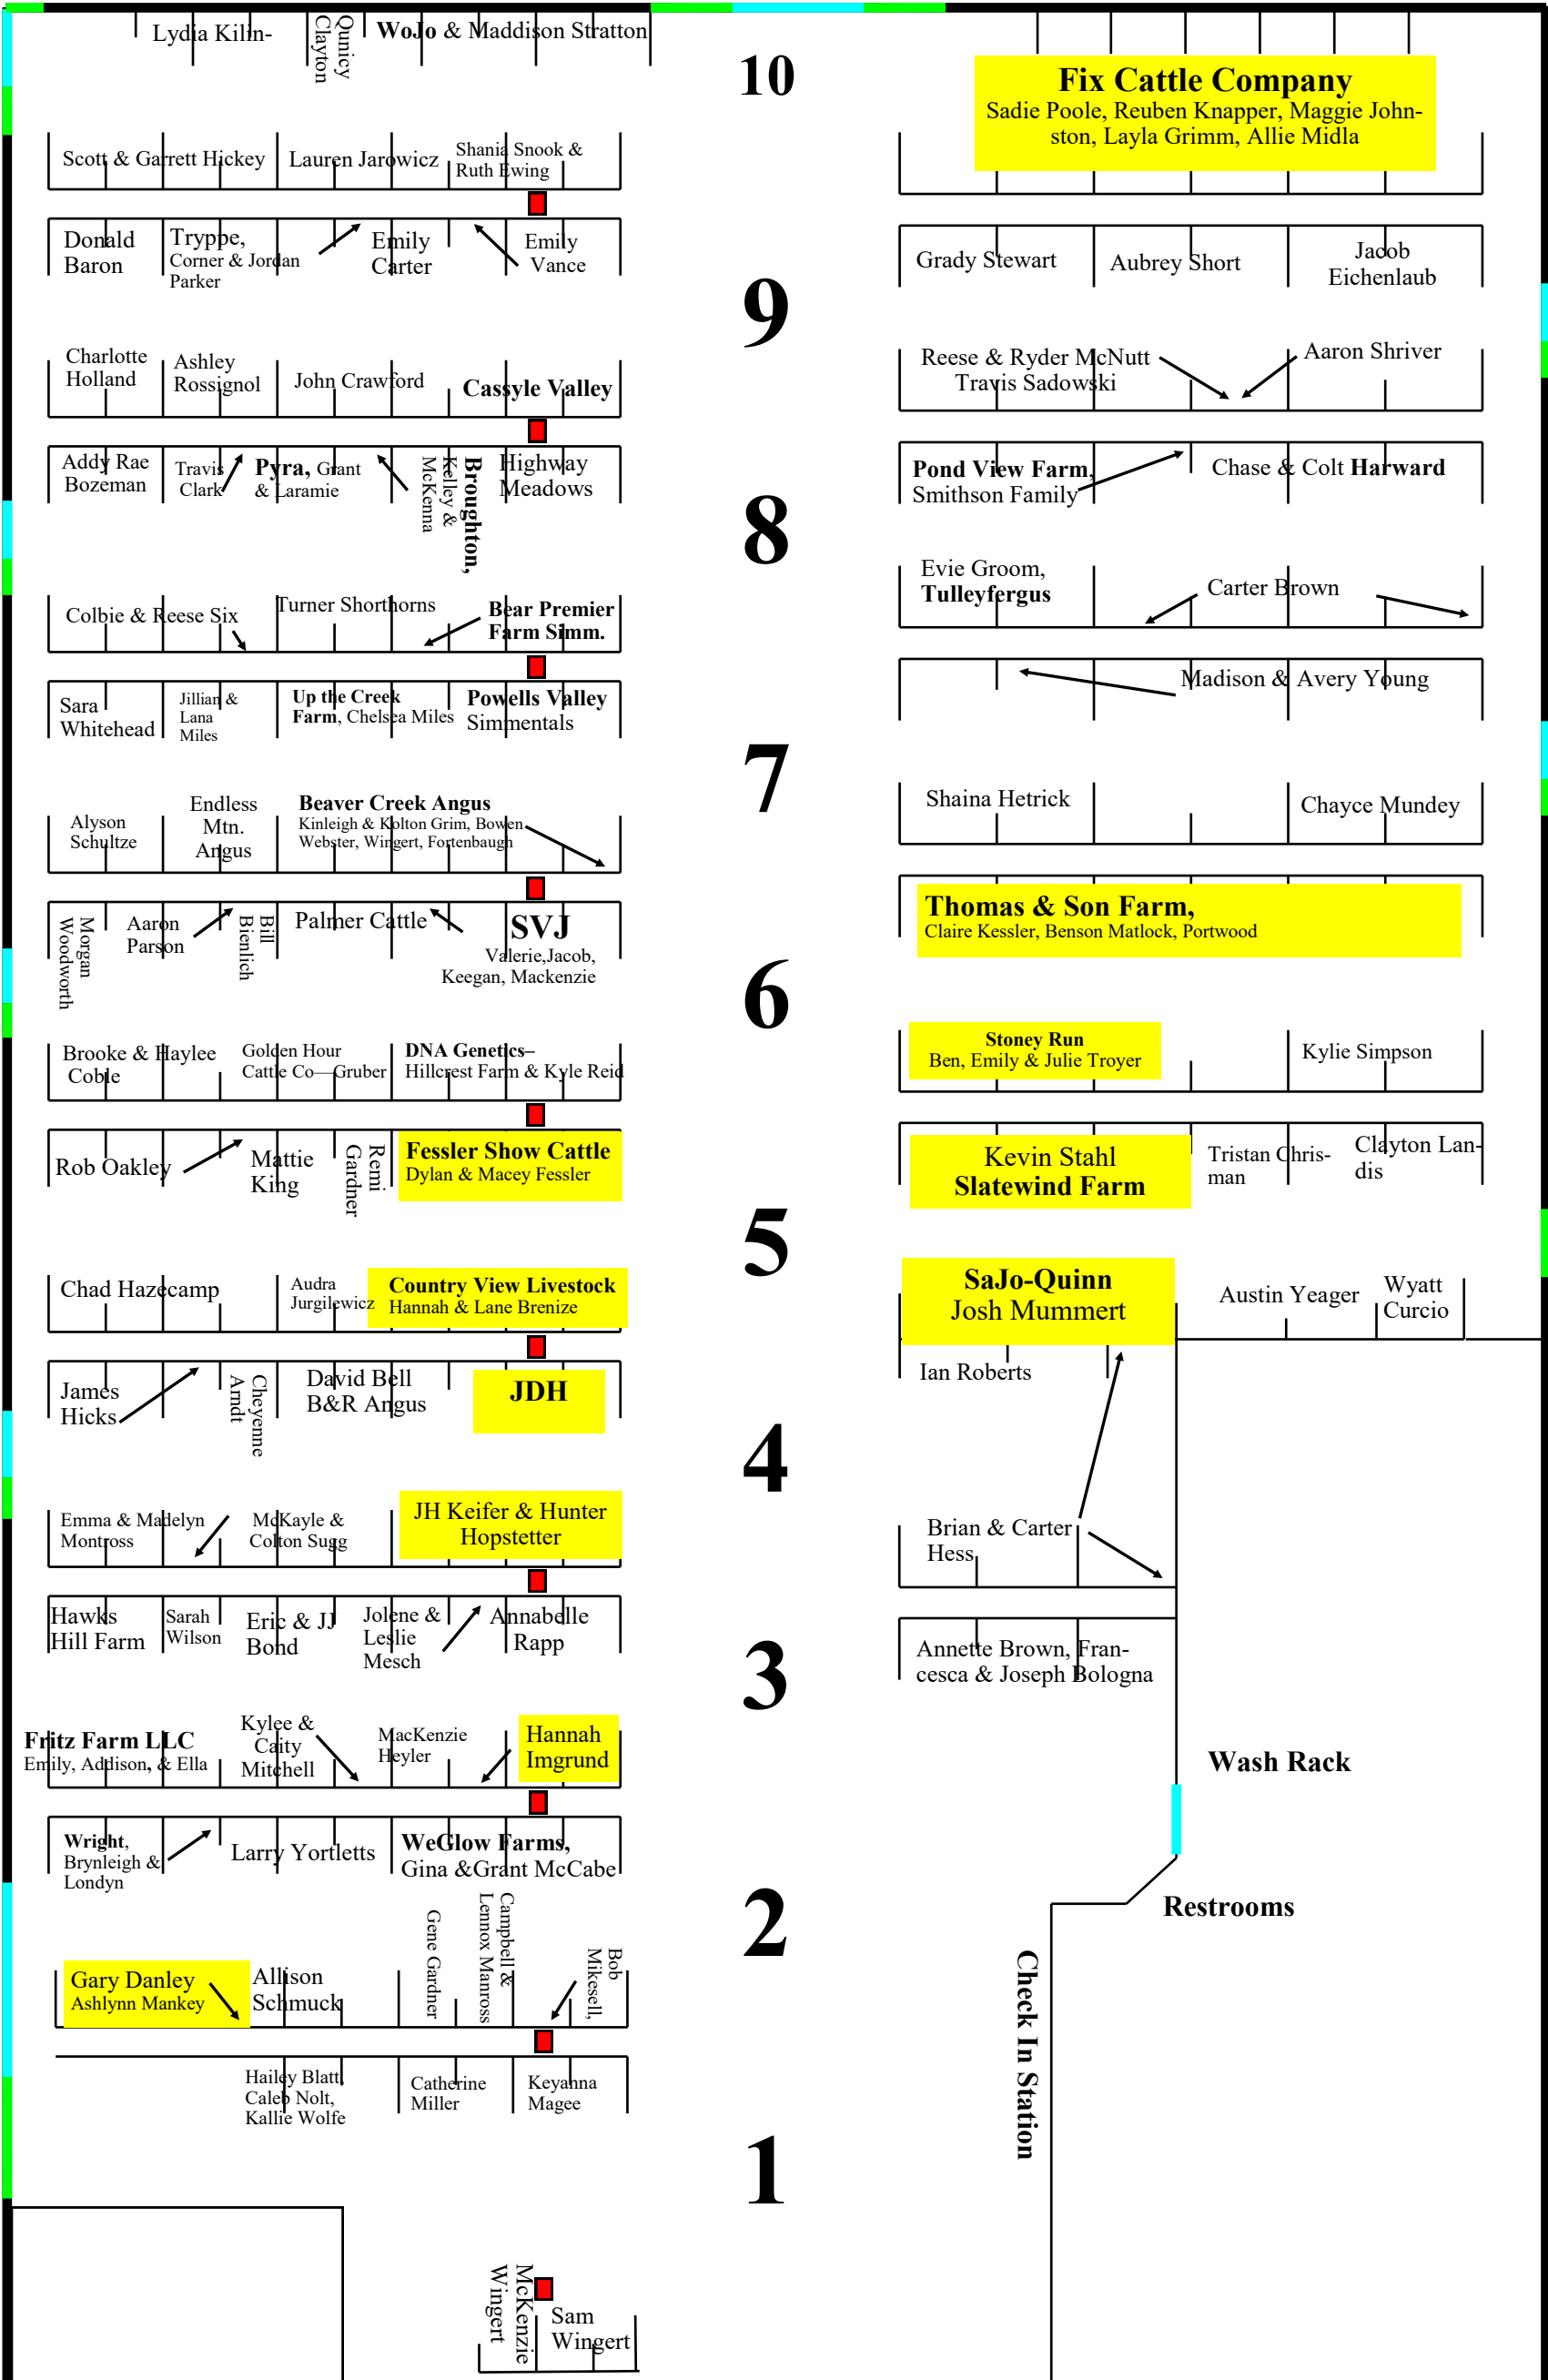 Lydia Kilin-
Qunicy
Clayton
WoJo & Maddison Stratton
10
Fix Cattle Company
Sadie Poole, Reuben Knapper, Maggie John-
ston, Layla Grimm, Allie Midla
Scott & Garrett Hickey
Lauren Jarowicz
Shania Snook &
Ruth Ewing
Donald
Baron
Tryppe,
Corner & Jordan
Parker
Emily
Carter
Emily
Vance
Grady Stewart
Aubrey Short
Jacob
Eichenlaub
9
Charlotte
Holland
Ashley
Rossignol
John Crawford
Cassyle Valley
Reese & Ryder McNutt
Travis Sadowski
Aaron Shriver
Addy Rae
Bozeman
Travis
Clark
Pyra, Grant
& Laramie
Broughton,
Kelley &
McKenna
Highway
Meadows
Pond View Farm,
Smithson Family
Chase & Colt Harward
8
Colbie & Reese Six
Turner Shorthorns
Bear Premier
Farm Simm.
Evie Groom,
Tulleyfergus
Carter Brown
Sara
Whitehead
Jillian &
Lana
Miles
Up the Creek
Farm, Chelsea Miles
Powells Valley
Simmentals
Madison & Avery Young
7
Alyson
Schultze
Endless
Mtn.
Angus
Beaver Creek Angus
Kinleigh & Kolton Grim, Bowen
Webster, Wingert, Fortenbaugh
Shaina Hetrick
Chayce Mundey
Morgan
Woodworth
Aaron
Parson
Bill
Bienlich
Palmer Cattle
SVJ
Valerie,Jacob,
Keegan, Mackenzie
Thomas & Son Farm,
Claire Kessler, Benson Matlock, Portwood
6
Brooke & Haylee
Coble
Golden Hour
Cattle Co—Gruber
DNA Genetics–
Hillcrest Farm & Kyle Reid
Stoney Run
Ben, Emily & Julie Troyer
Kylie Simpson
Rob Oakley
Mattie
King
Remi
Gardner
Fessler Show Cattle
Dylan & Macey Fessler
Kevin Stahl
Slatewind Farm
Tristan Chris-
man
Clayton Lan-
dis
5
Chad Hazecamp
Audra
Jurgilewicz
Country View Livestock
Hannah & Lane Brenize
SaJo-Quinn
Josh Mummert
Austin Yeager
Wyatt
Curcio
James
Hicks
Cheyenne
Arndt
David Bell
B&R Angus
JDH
Ian Roberts
4
Emma & Madelyn
Montross
McKayle &
Colton Sugg
JH Keifer & Hunter
Hopstetter
Brian & Carter
Hess
Hawks
Hill Farm
Sarah
Wilson
Eric & JJ
Bond
Jolene &
Leslie
Mesch
Annabelle
Rapp
Annette Brown, Fran-
cesca & Joseph Bologna
3
Fritz Farm LLC
Emily, Addison, & Ella
Kylee &
Caity
Mitchell
MacKenzie
Heyler
Hannah
Imgrund
Wash Rack
Wright,
Brynleigh &
Londyn
Larry Yortletts
WeGlow Farms,
Gina &Grant McCabe
Restrooms
2
Gary Danley
Ashlynn Mankey
Allison
Schmuck
Gene Gardner
Campbell &
Lennox Manross
Bob
Mikesell,
Check In Station
Hailey Blatt,
Caleb Nolt,
Kallie Wolfe
Catherine
Miller
Keyanna
Magee
1
McKenzie
Wingert
Sam
Wingert